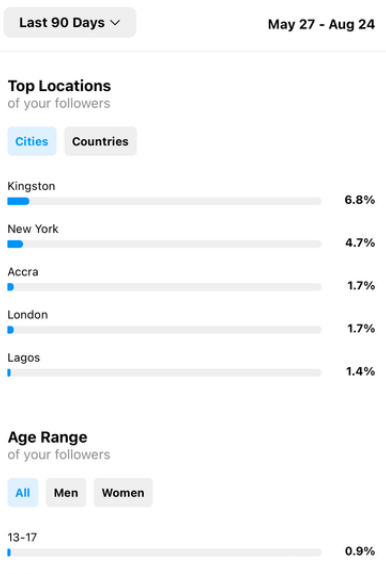 Last 90 Days
May 27 - Aug 24
Top Locations
of your followers
Cities
Countries
Kingston
6.8%
New York
4.7%
Accra
1.7%
London
1.7%
Lagos
1.4%
Age Range
of your followers
All
Men
Women
13-17
0.9%